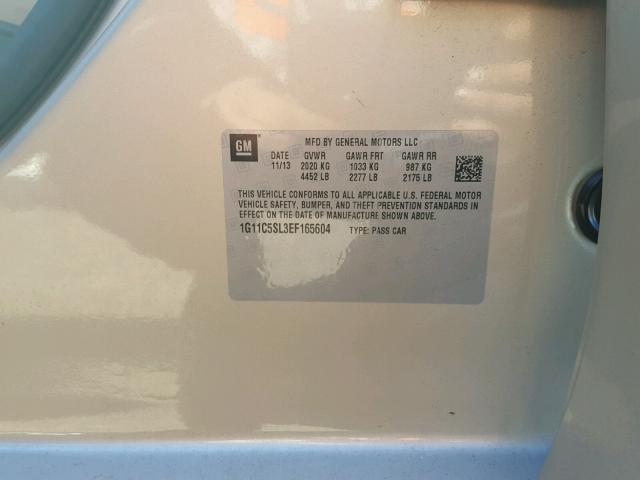 GM
MFD BY GENERAL MOTORS LLC
DATE GVWR GAWR FRT GAWR RR
11/13 2020 KG 1033 KG 987 KG
4452 LB 2277 LB 2175 LB
THIS VEHICLE CONFORMS TO ALL APPLICABLE U.S. FEDERAL MOTOR
VEHICLE SAFETY, BUMPER, AND THEFT PREVENTION STANDARDS IN
EFFECT ON THE DATE OF MANUFACTURE SHOWN ABOVE.
1G11C5SL3EF165604 TYPE: PASS CAR